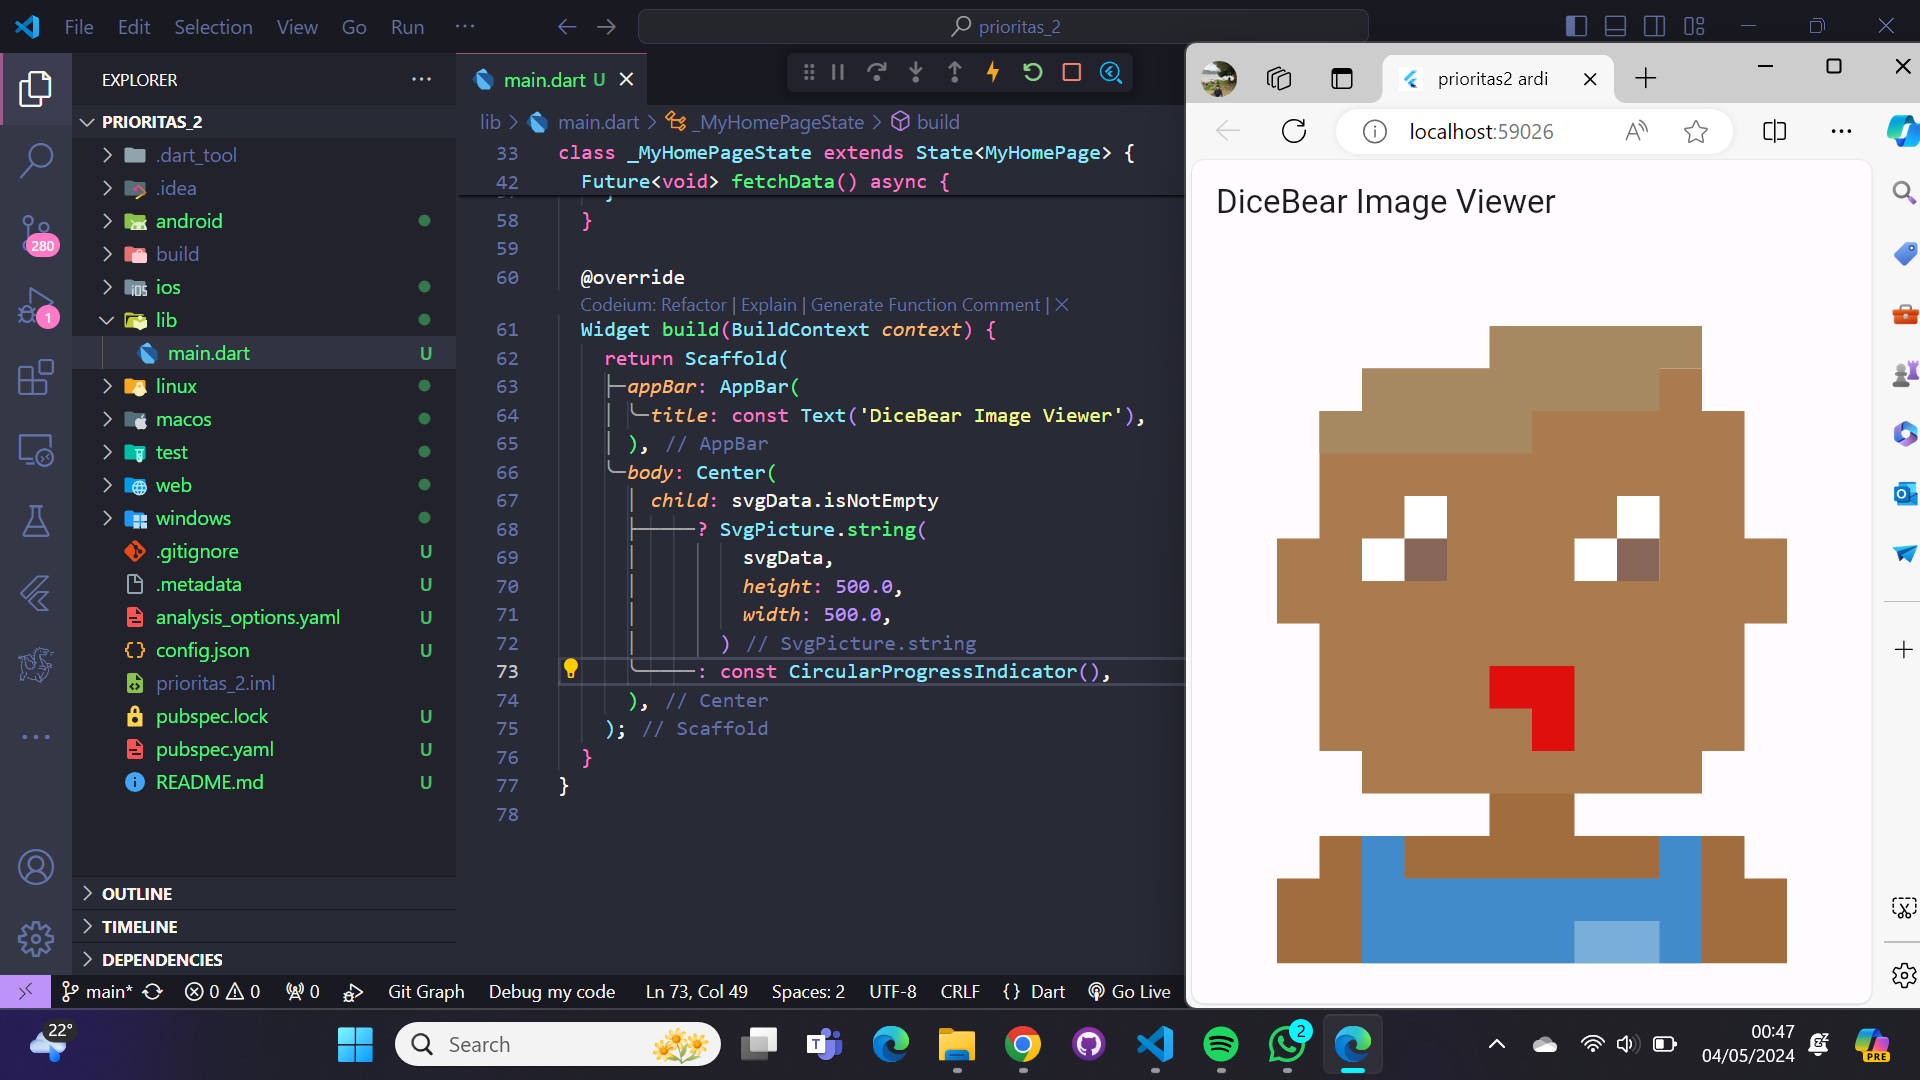 File Edit Selection View Go Run ···
prioritas_2
EXPLORER
PRIORITAS_2
.dart_tool
.idea
android
build
ios
lib
main.dart U
linux
macos
test
web
windows
.gitignore U
.metadata U
analysis_options.yaml U
config.json U
prioritas_2.iml
pubspec.lock U
pubspec.yaml U
README.md U
OUTLINE
TIMELINE
DEPENDENCIES
280
1
main.dart U
lib > main.dart > _MyHomePageState > build
33 class _MyHomePageState extends State<MyHomePage> {
42 Future<void> fetchData() async {
58 }
59
60 @override
Codeium: Refactor | Explain | Generate Function Comment | X
61 Widget build(BuildContext context) {
62 return Scaffold(
63 appBar: AppBar(
64 title: const Text('DiceBear Image Viewer'),
65 ), // AppBar
66 body: Center(
67 child: svgData.isNotEmpty
68 ? SvgPicture.string(
69 svgData,
70 height: 500.0,
71 width: 500.0,
72 ) // SvgPicture.string
73 : const CircularProgressIndicator(),
74 ), // Center
75 ); // Scaffold
76 }
77 }
78
main* 0 0 0 Git Graph Debug my code Ln 73, Col 49 Spaces: 2 UTF-8 CRLF {} Dart Go Live
prioritas2 ardi
localhost:59026
DiceBear Image Viewer
22°
Search
2
00:47
04/05/2024
PRE